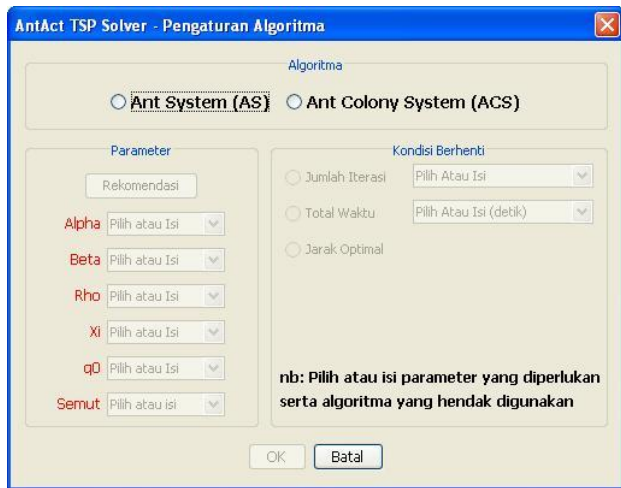 AntAct TSP Solver - Pengaturan Algoritma
Algoritma
Ant System (AS)
Ant Colony System (ACS)
Parameter
Rekomendasi
Alpha Pilih atau Isi
Beta Pilih atau Isi
Rho Pilih atau Isi
Xi Pilih atau Isi
q0 Pilih atau Isi
Semut Pilih atau isi
Kondisi Berhenti
Jumlah Iterasi Pilih Atau Isi
Total Waktu Pilih Atau Isi (detik)
Jarak Optimal
nb: Pilih atau isi parameter yang diperlukan
serta algoritma yang hendak digunakan
OK
Batal